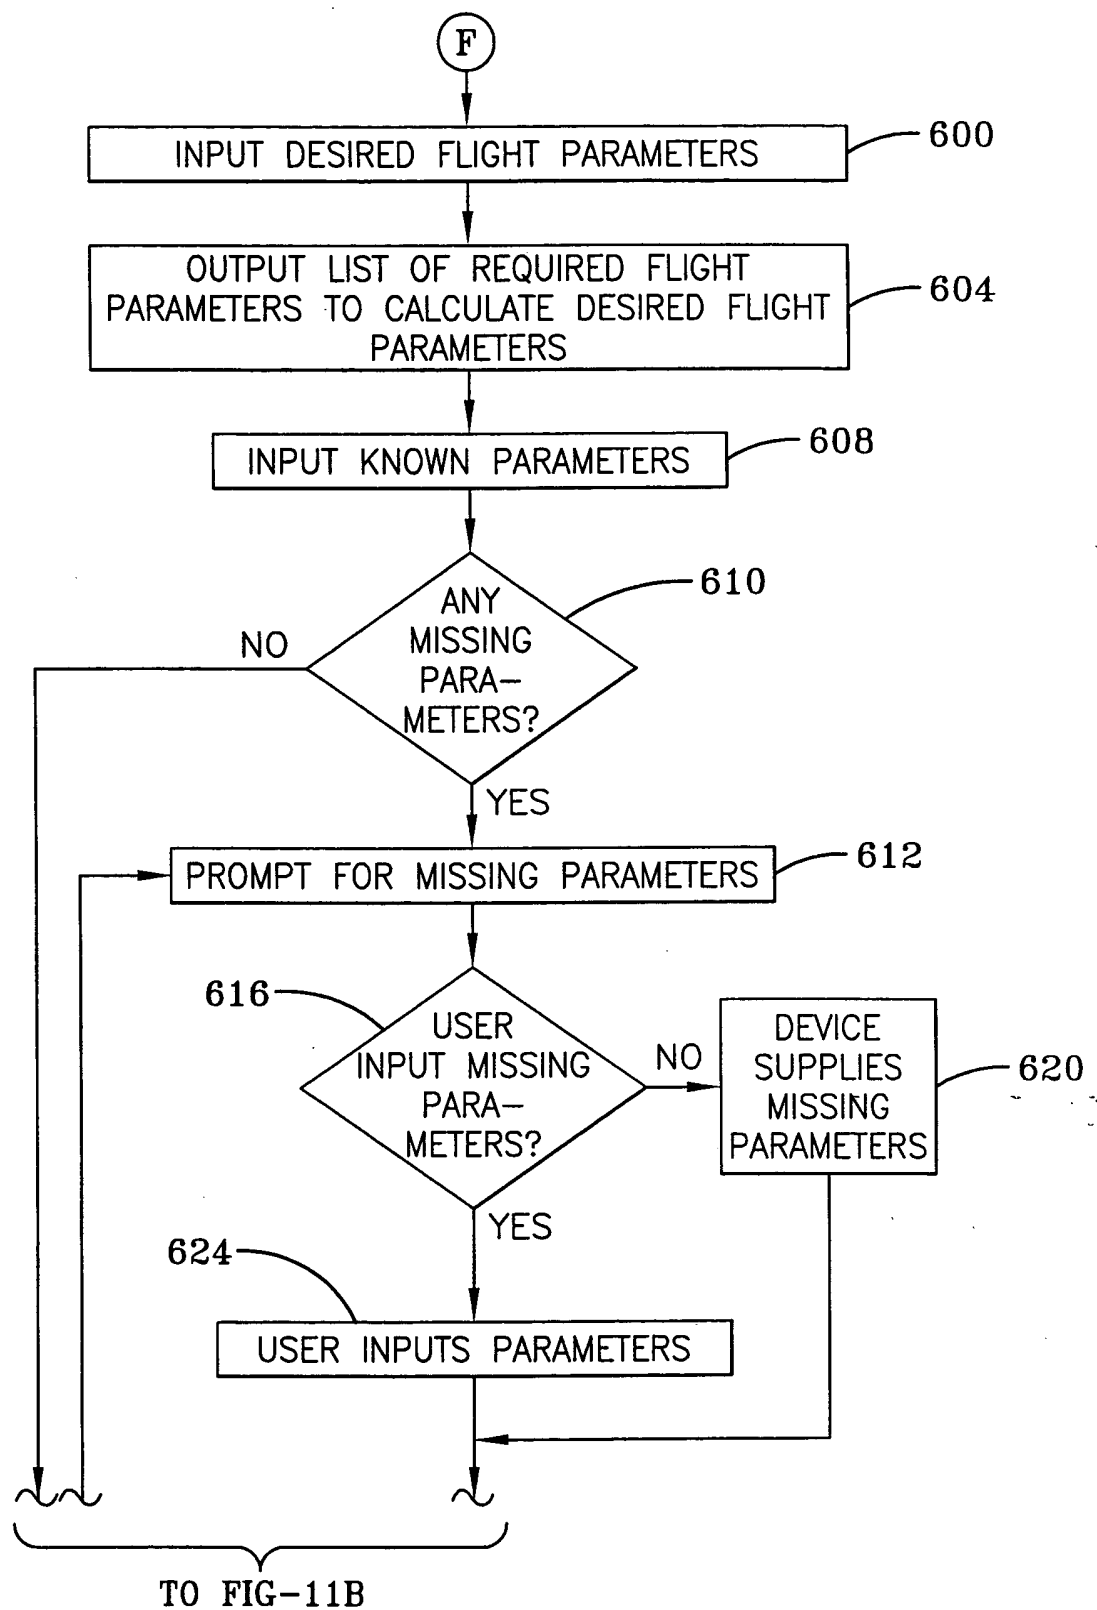 F
INPUT DESIRED FLIGHT PARAMETERS
600
OUTPUT LIST OF REQUIRED FLIGHT
PARAMETERS TO CALCULATE DESIRED FLIGHT
PARAMETERS
604
INPUT KNOWN PARAMETERS
608
ANY
MISSING
PARA-
METERS?
610
NO
YES
PROMPT FOR MISSING PARAMETERS
612
616
USER
INPUT MISSING
PARA-
METERS?
NO
DEVICE
SUPPLIES
MISSING
PARAMETERS
620
YES
624
USER INPUTS PARAMETERS
TO FIG-11B